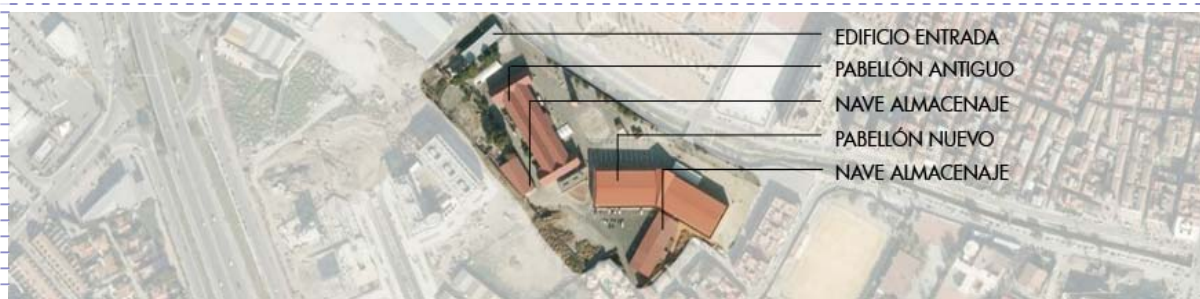 EDIFICIO ENTRADA
PABELLÓN ANTIGUO
NAVE ALMACENAJE
PABELLÓN NUEVO
NAVE ALMACENAJE